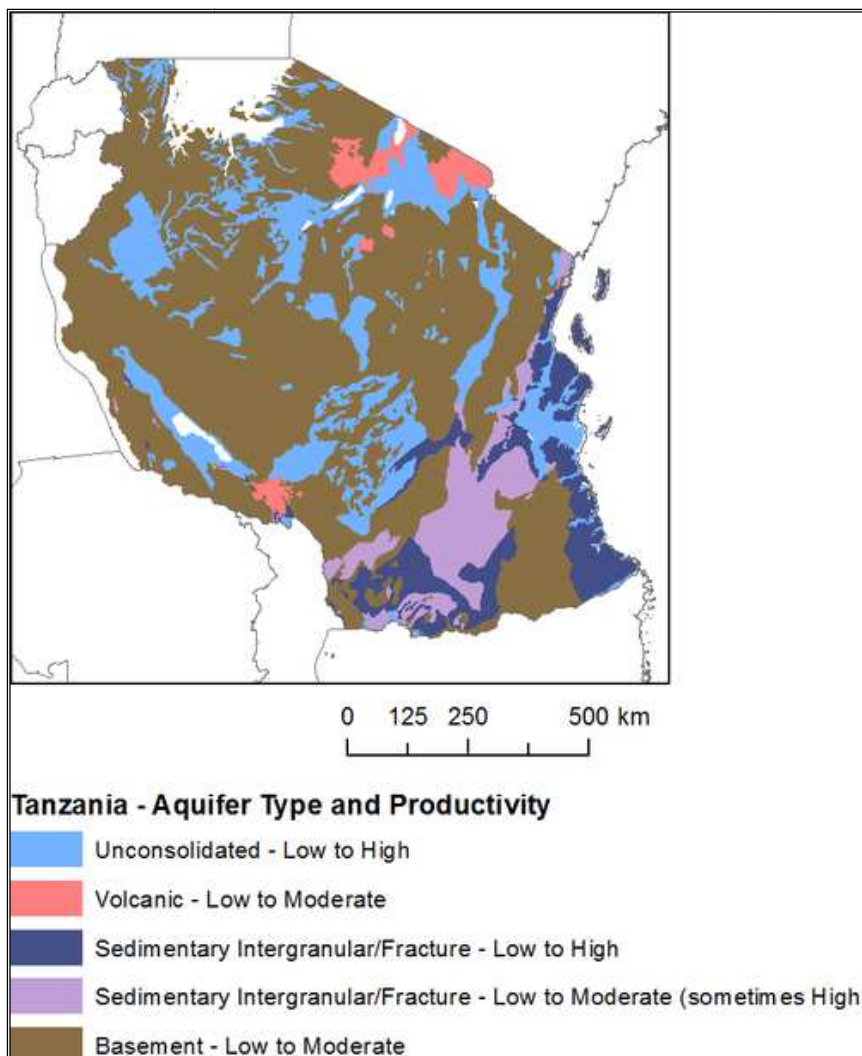 0 125 250 500 km
Tanzania - Aquifer Type and Productivity
Unconsolidated - Low to High
Volcanic - Low to Moderate
Sedimentary Intergranular/Fracture - Low to High
Sedimentary Intergranular/Fracture - Low to Moderate (sometimes High
Basement - Low to Moderate